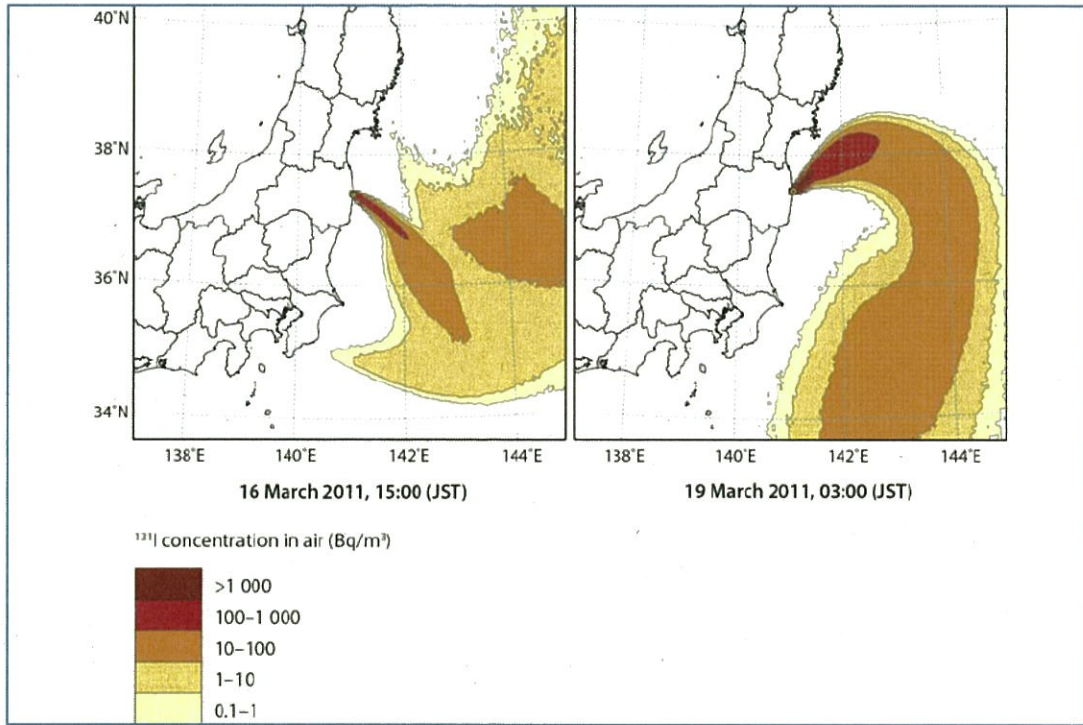 40°N
38°N
36°N
34°N
138°E 140°E 142°E 144°E 138°E 140°E 142°E 144°E
16 March 2011, 15:00 (JST) 19 March 2011, 03:00 (JST)
¹³¹I concentration in air (Bq/m³)
>1 000
100–1 000
10–100
1–10
0.1–1